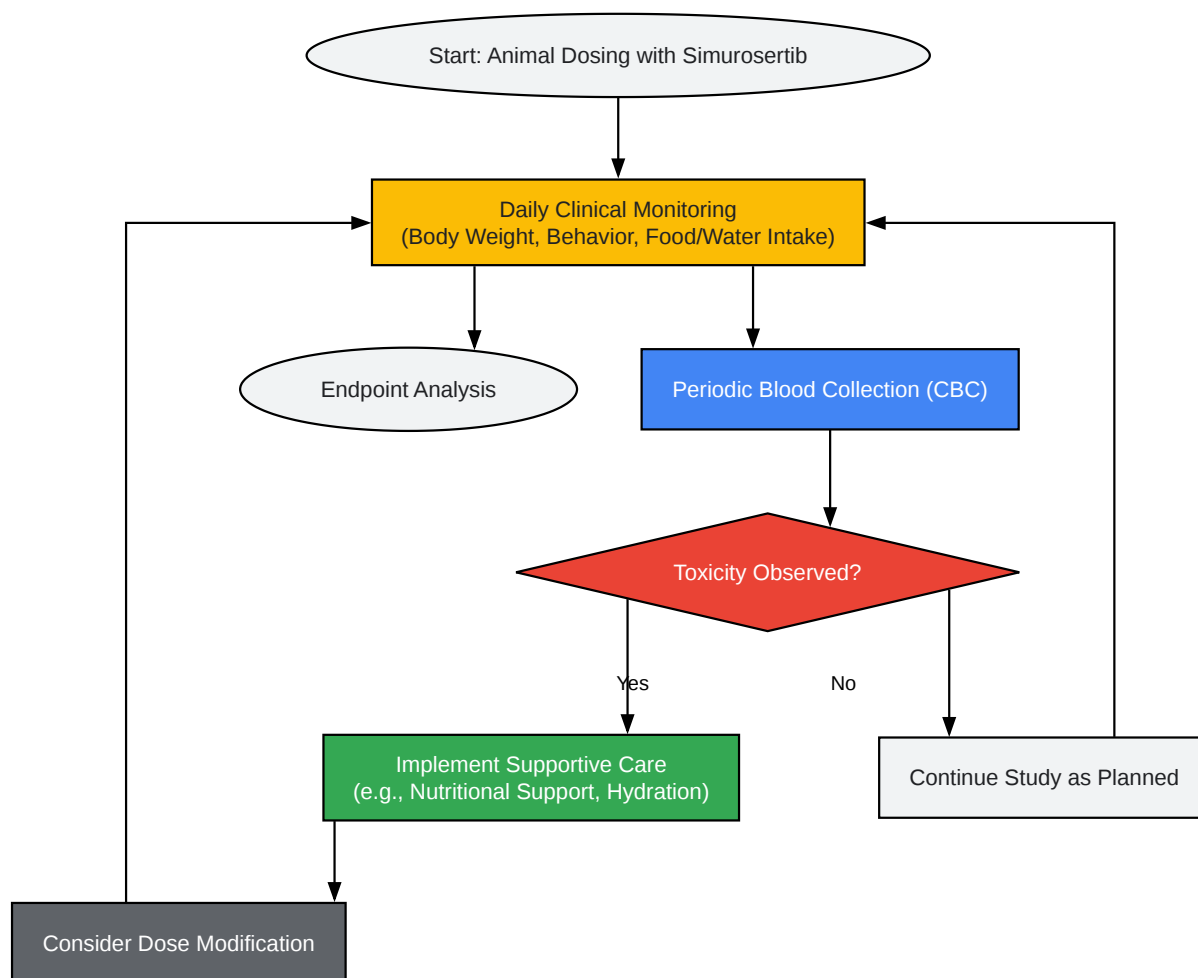 Start: Animal Dosing with Simurosertib
Daily Clinical Monitoring
(Body Weight, Behavior, Food/Water Intake)
Endpoint Analysis
Periodic Blood Collection (CBC)
Toxicity Observed?
Yes
No
Implement Supportive Care
(e.g., Nutritional Support, Hydration)
Continue Study as Planned
Consider Dose Modification